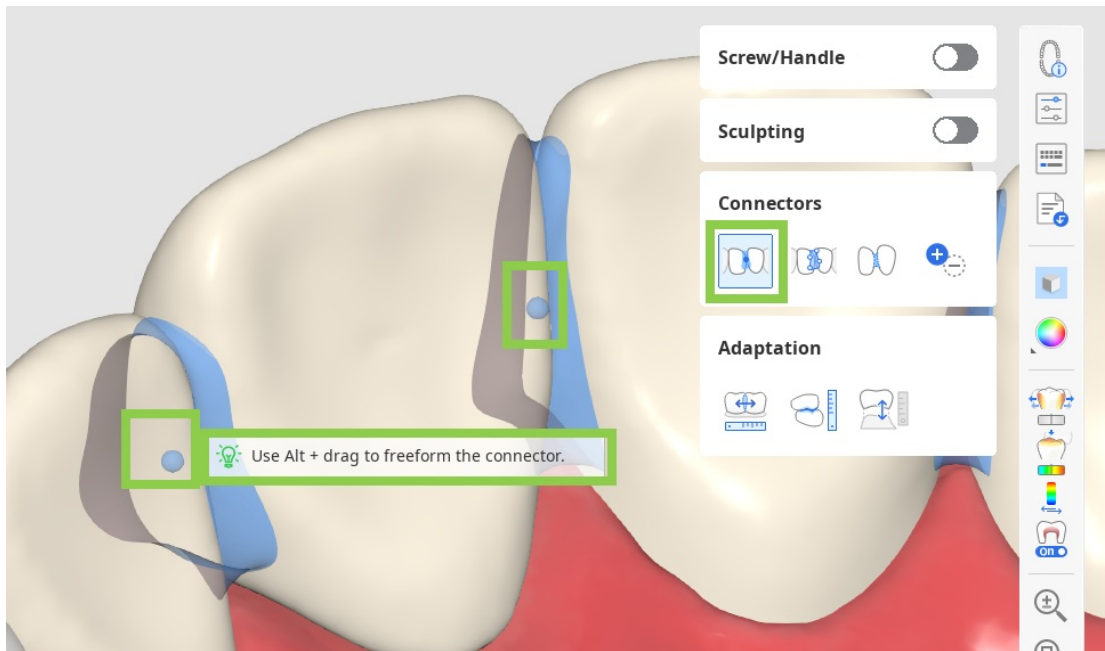 Screw/Handle
Sculpting
Connectors
Adaptation
Use Alt + drag to freeform the connector.
On